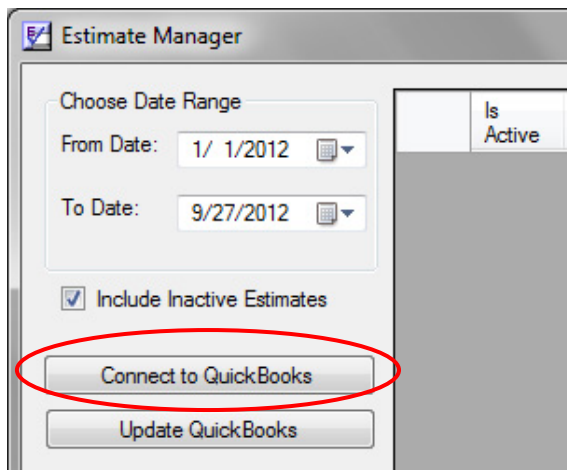 Estimate Manager
Choose Date Range
From Date: 1/ 1/2012
To Date: 9/27/2012
Include Inactive Estimates
Connect to QuickBooks
Update QuickBooks
Is
Active